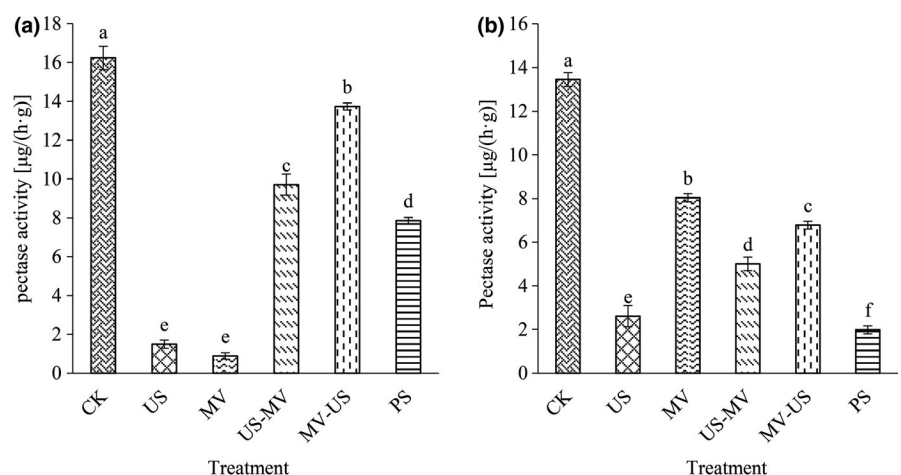 (a)
pectase activity [μg/(h·g)]
18
16
14
12
10
8
6
4
2
0
a
e
e
c
b
d
CK
US
MV
US-MV
MV-US
PS
Treatment
(b)
Pectase activity [μg/(h·g)]
16
14
12
10
8
6
4
2
0
a
e
b
d
c
f
CK
US
MV
US-MV
MV-US
PS
Treatment